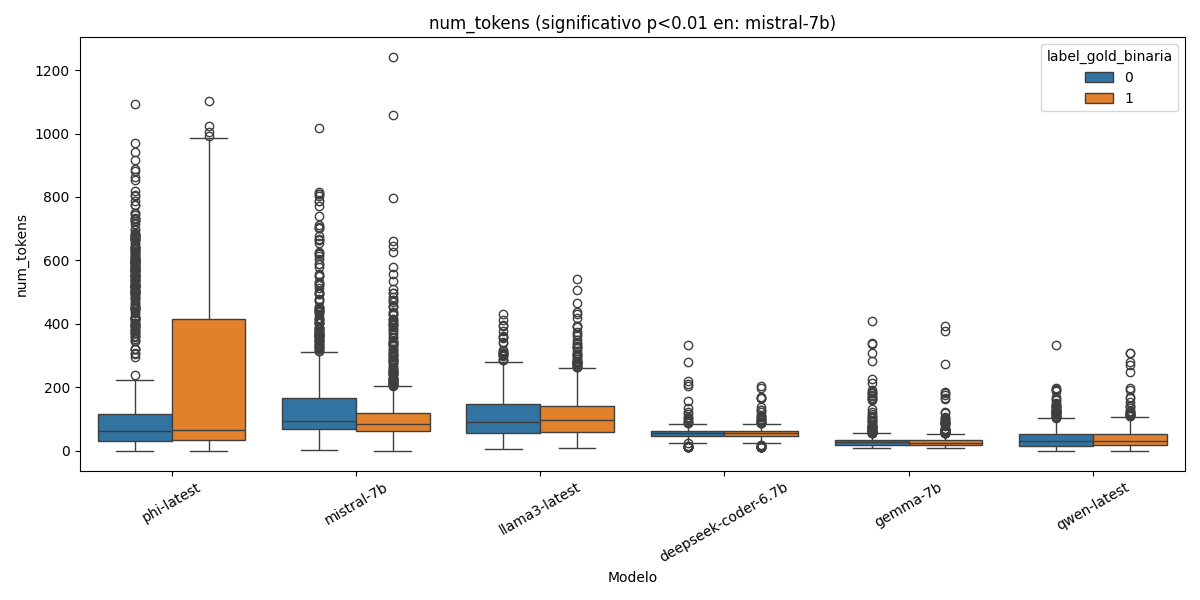 num_tokens (significativo p<0.01 en: mistral-7b)
label_gold_binaria
0
1
1200
1000
800
600
400
200
0
num_tokens
phi-latest
mistral-7b
llama3-latest
deepseek-coder-6.7b
gemma-7b
qwen-latest
Modelo